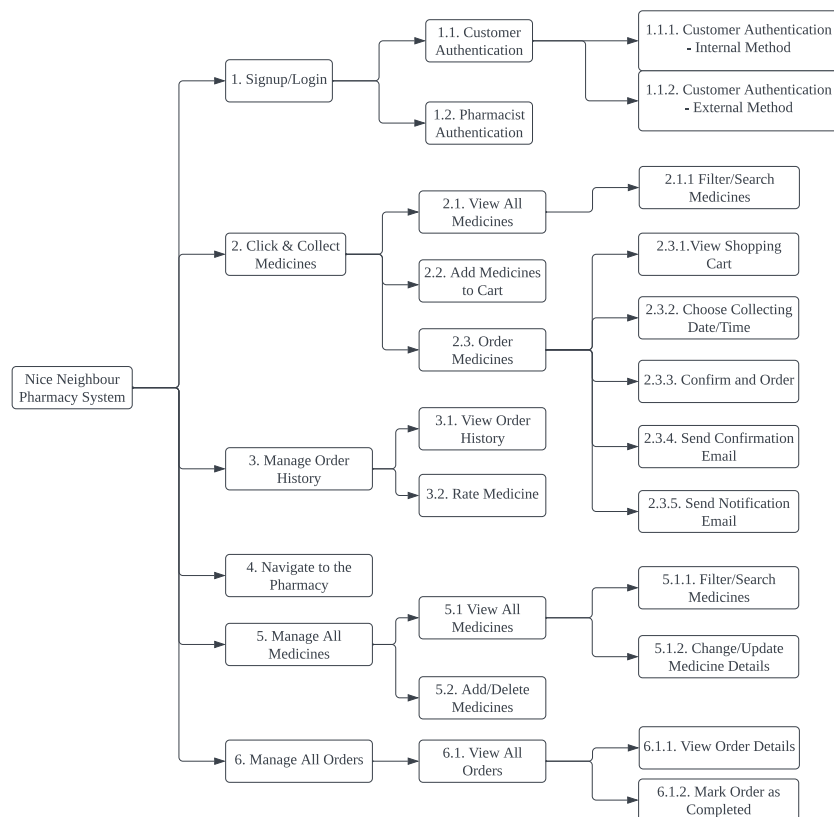 Nice Neighbour
Pharmacy System
1. Signup/Login
1.1. Customer
Authentication
1.1.1. Customer Authentication
- Internal Method
1.1.2. Customer Authentication
- External Method
1.2. Pharmacist
Authentication
2. Click & Collect
Medicines
2.1. View All
Medicines
2.1.1 Filter/Search
Medicines
2.2. Add Medicines
to Cart
2.3. Order
Medicines
2.3.1.View Shopping
Cart
2.3.2. Choose Collecting
Date/Time
2.3.3. Confirm and Order
2.3.4. Send Confirmation
Email
2.3.5. Send Notification
Email
3. Manage Order
History
3.1. View Order
History
3.2. Rate Medicine
4. Navigate to the
Pharmacy
5. Manage All
Medicines
5.1 View All
Medicines
5.1.1. Filter/Search
Medicines
5.1.2. Change/Update
Medicine Details
5.2. Add/Delete
Medicines
6. Manage All Orders
6.1. View All
Orders
6.1.1. View Order Details
6.1.2. Mark Order as
Completed